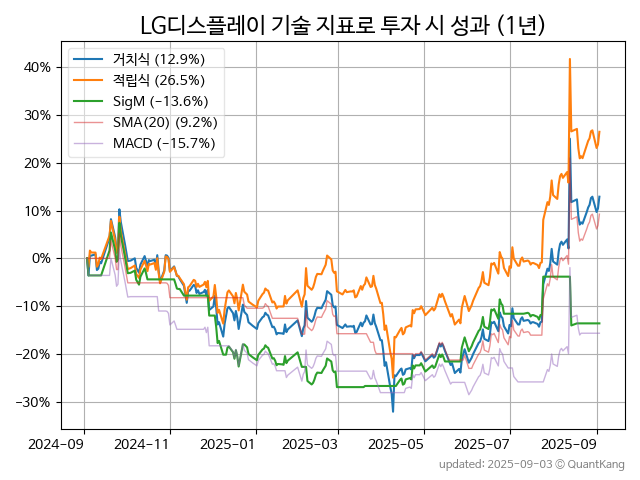 LG디스플레이 기술 지표로 투자 시 성과 (1년)
거치식 (12.9%)
적립식 (26.5%)
SigM (−13.6%)
SMA(20) (9.2%)
MACD (−15.7%)
40%
30%
20%
10%
0%
−10%
−20%
−30%
2024-09 2024-11 2025-01 2025-03 2025-05 2025-07 2025-09
updated: 2025-09-03 © QuantKang